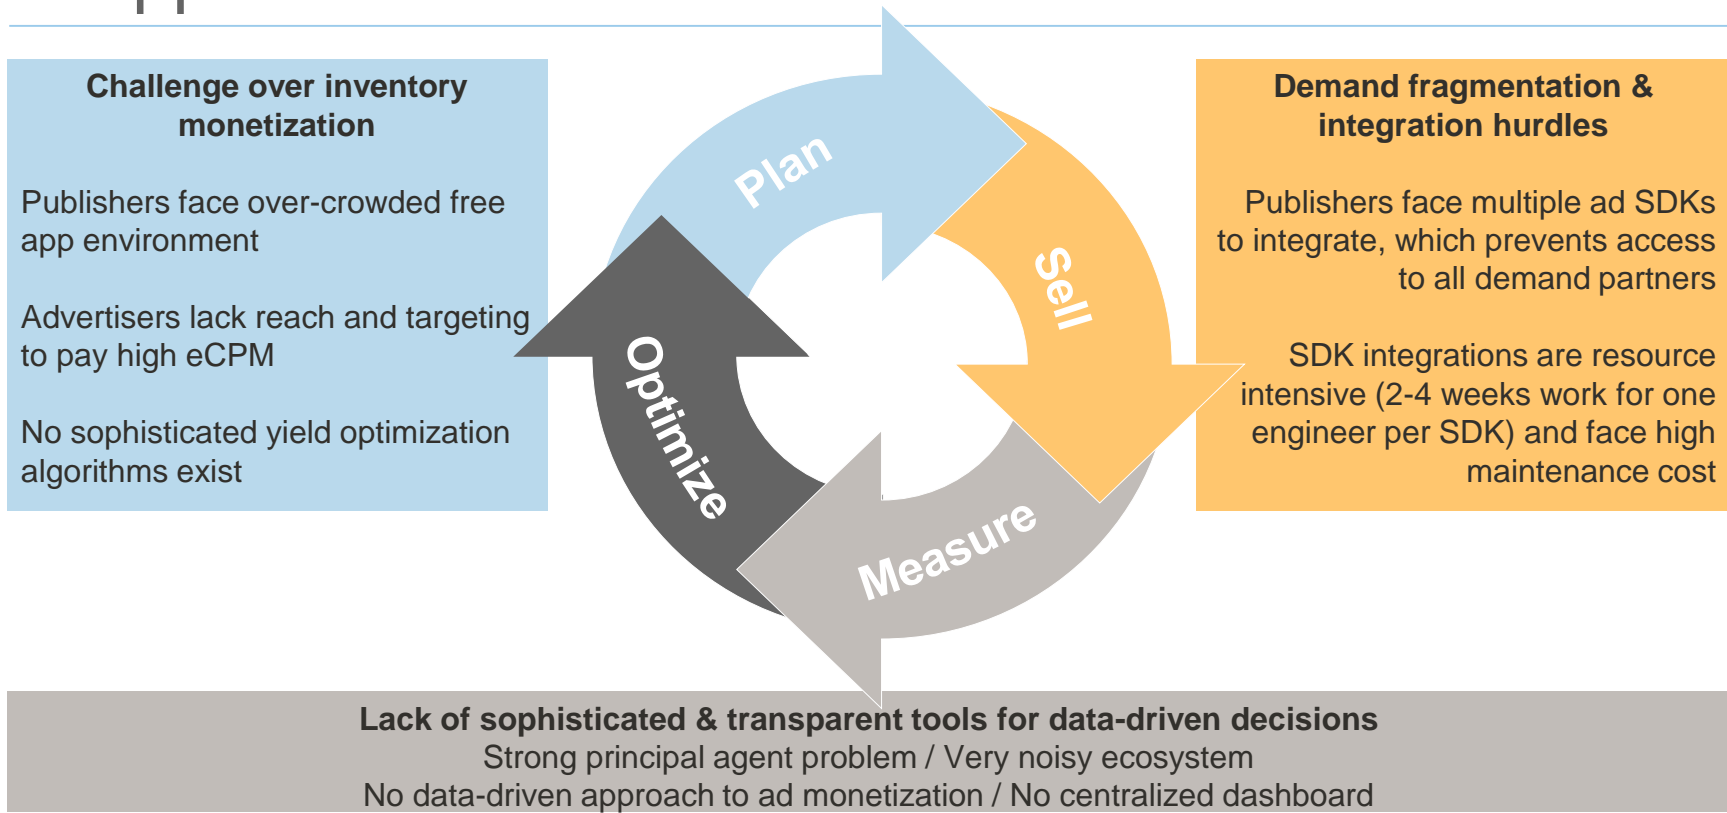 Challenge over inventory
monetization
Publishers face over-crowded free
app environment
Advertisers lack reach and targeting
to pay high eCPM
No sophisticated yield optimization
algorithms exist
Plan
Sell
Measure
Optimize
Demand fragmentation &
integration hurdles
Publishers face multiple ad SDKs
to integrate, which prevents access
to all demand partners
SDK integrations are resource
intensive (2-4 weeks work for one
engineer per SDK) and face high
maintenance cost
Lack of sophisticated & transparent tools for data-driven decisions
Strong principal agent problem / Very noisy ecosystem
No data-driven approach to ad monetization / No centralized dashboard